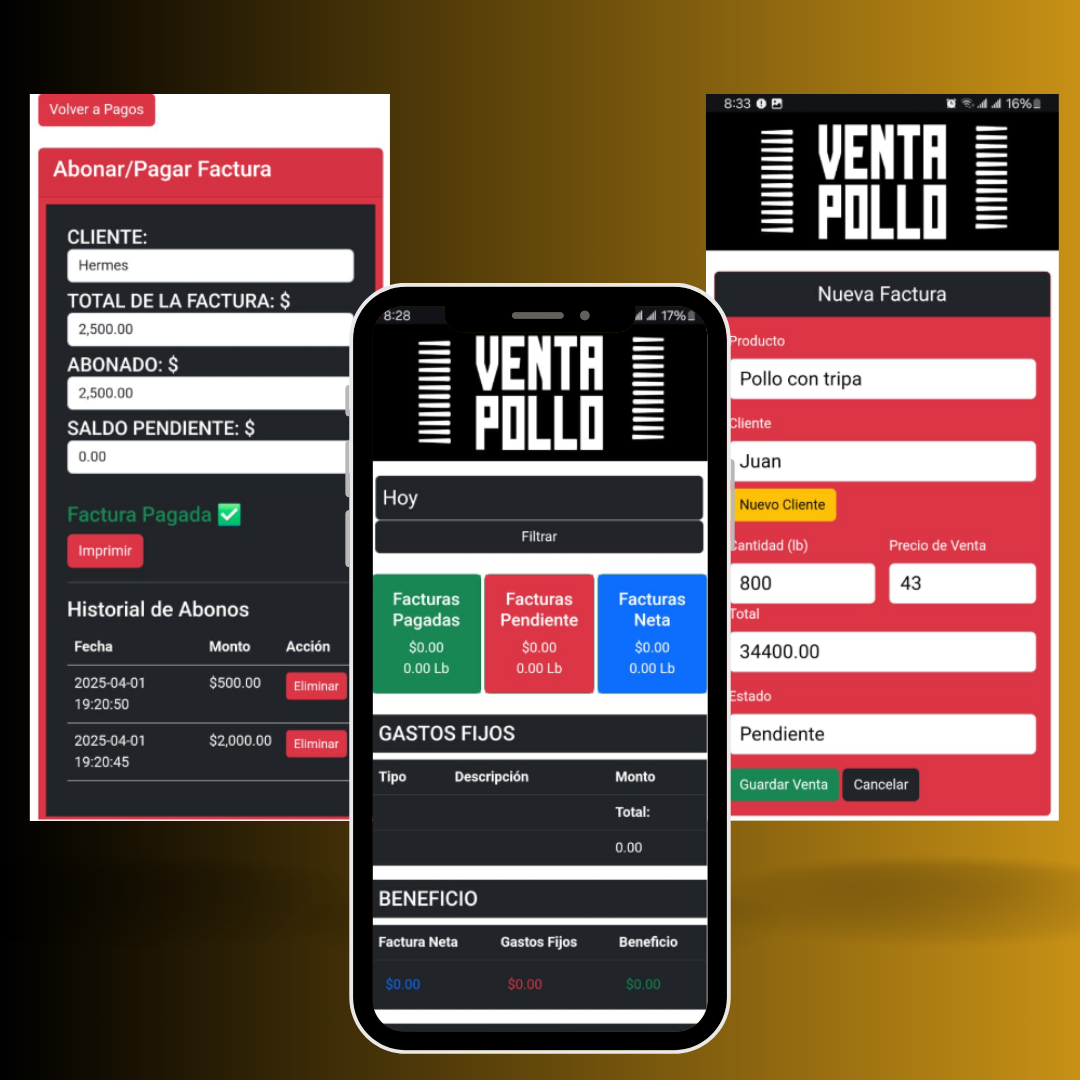 Volver a Pagos
Abonar/Pagar Factura
CLIENTE:
Hermes
TOTAL DE LA FACTURA: $
2,500.00
ABONADO: $
2,500.00
SALDO PENDIENTE: $
0.00
Factura Pagada ✅
Imprimir
Historial de Abonos
Fecha Monto Acción
2025-04-01 $500.00 Eliminar
19:20:50
2025-04-01 $2,000.00 Eliminar
19:20:45
8:28 17%
VENTA
POLLO
Hoy
Filtrar
Facturas Facturas Facturas
Pagadas Pendiente Neta
$0.00 $0.00 $0.00
0.00 Lb 0.00 Lb 0.00 Lb
GASTOS FIJOS
Tipo Descripción Monto
Total:
0.00
BENEFICIO
Factura Neta Gastos Fijos Beneficio
$0.00 $0.00 $0.00
8:33 16%
VENTA
POLLO
Nueva Factura
Producto
Pollo con tripa
Cliente
Juan
Nuevo Cliente
Cantidad (lb) Precio de Venta
800 43
Total
34400.00
Estado
Pendiente
Guardar Venta Cancelar